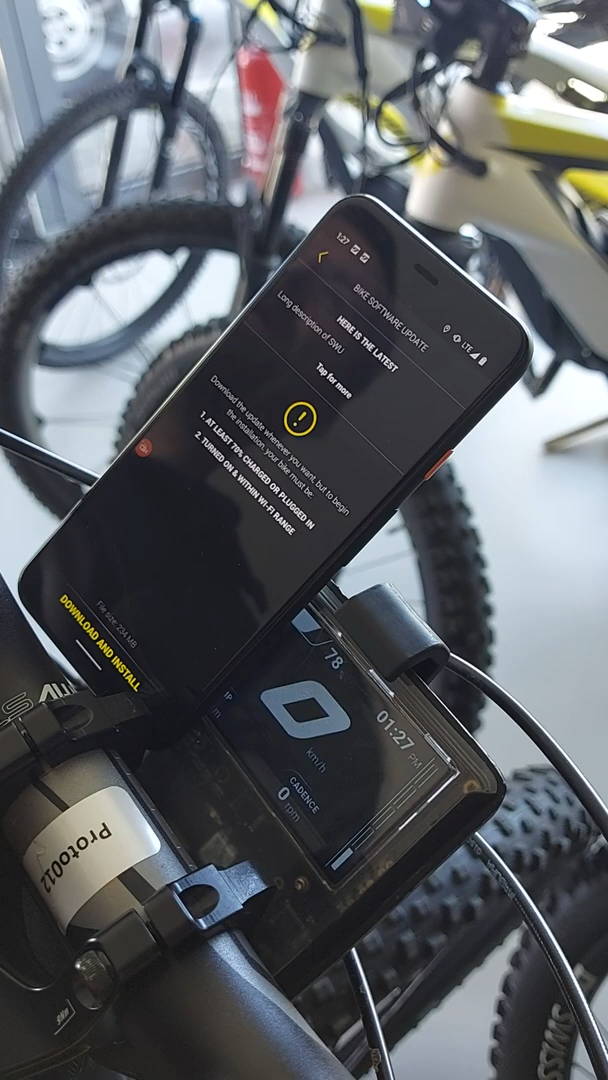 1:27
LTE
BIKE SOFTWARE UPDATE
HERE IS THE LATEST
Long description of SWU
Tap for more
!
Download the update whenever you want, but to begin
the installation, your bike must be:
1. AT LEAST 70% CHARGED OR PLUGGED IN
2. TURNED ON & WITHIN WI-FI RANGE
File size: 234 MB
DOWNLOAD AND INSTALL
78
01:27 PM
0
km/h
CADENCE
0 rpm
Proto012